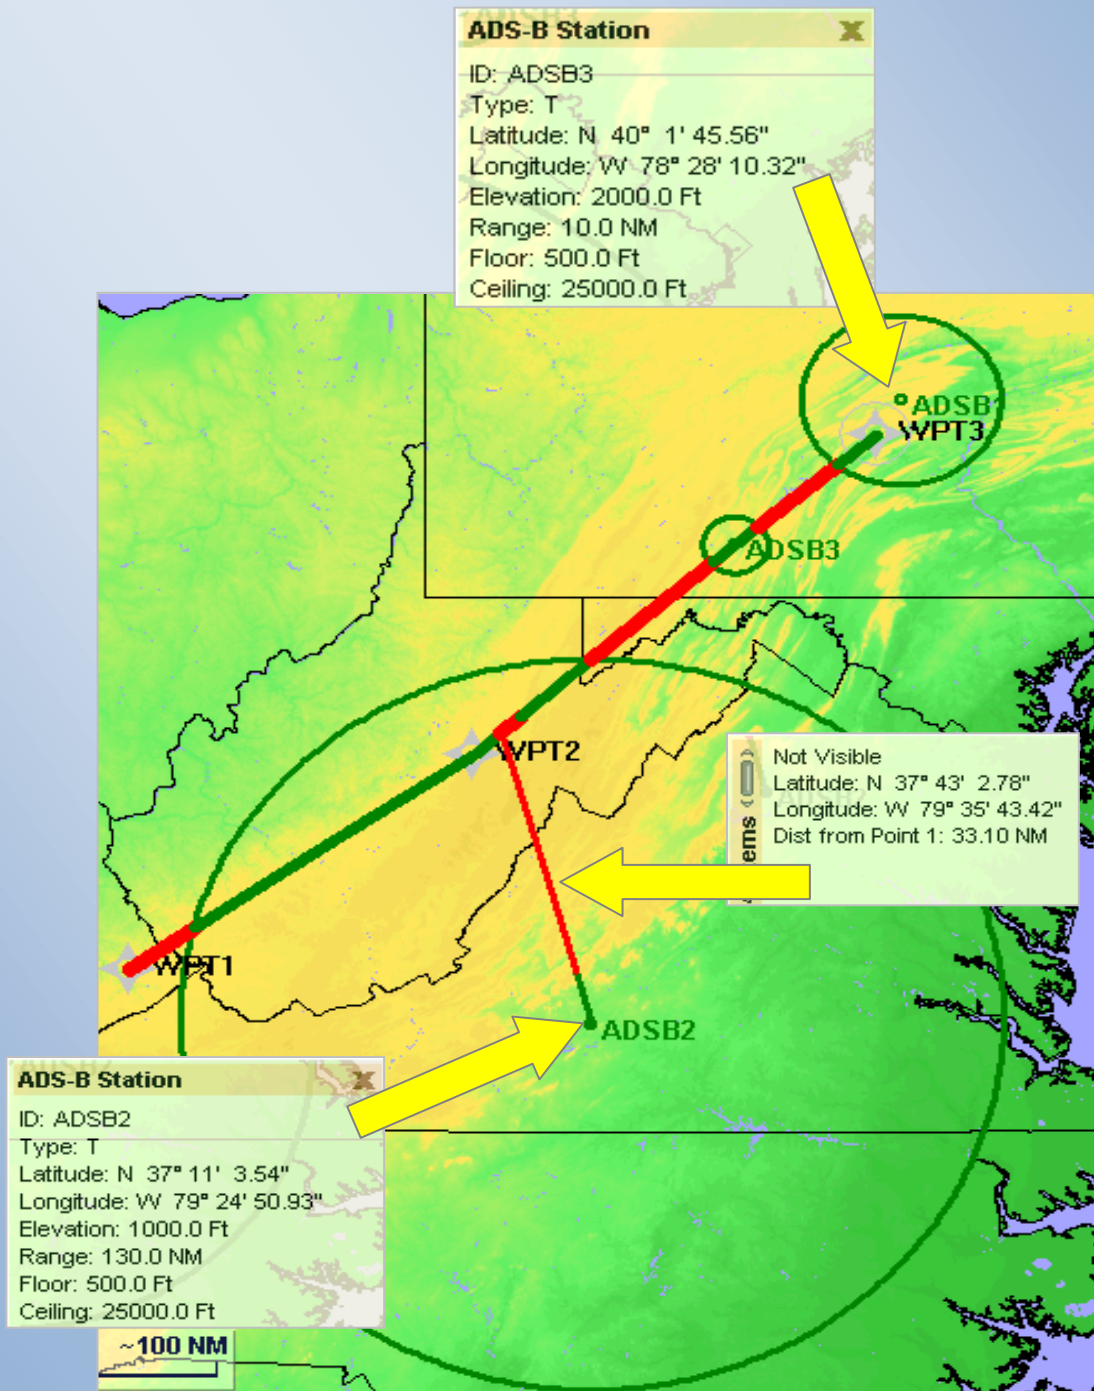 ADS-B Station
ID: ADSB3
Type: T
Latitude: N 40° 1' 45.56"
Longitude: W 78° 28' 10.32"
Elevation: 2000.0 Ft
Range: 10.0 NM
Floor: 500.0 Ft
Ceiling: 25000.0 Ft
ADSB1
WPT3
ADSB3
WPT2
Not Visible
Latitude: N 37° 43' 2.78"
Longitude: W 79° 35' 43.42"
Dist from Point 1: 33.10 NM
WPT1
ADSB2
ADS-B Station
ID: ADSB2
Type: T
Latitude: N 37° 11' 3.54"
Longitude: W 79° 24' 50.93"
Elevation: 1000.0 Ft
Range: 130.0 NM
Floor: 500.0 Ft
Ceiling: 25000.0 Ft
~100 NM